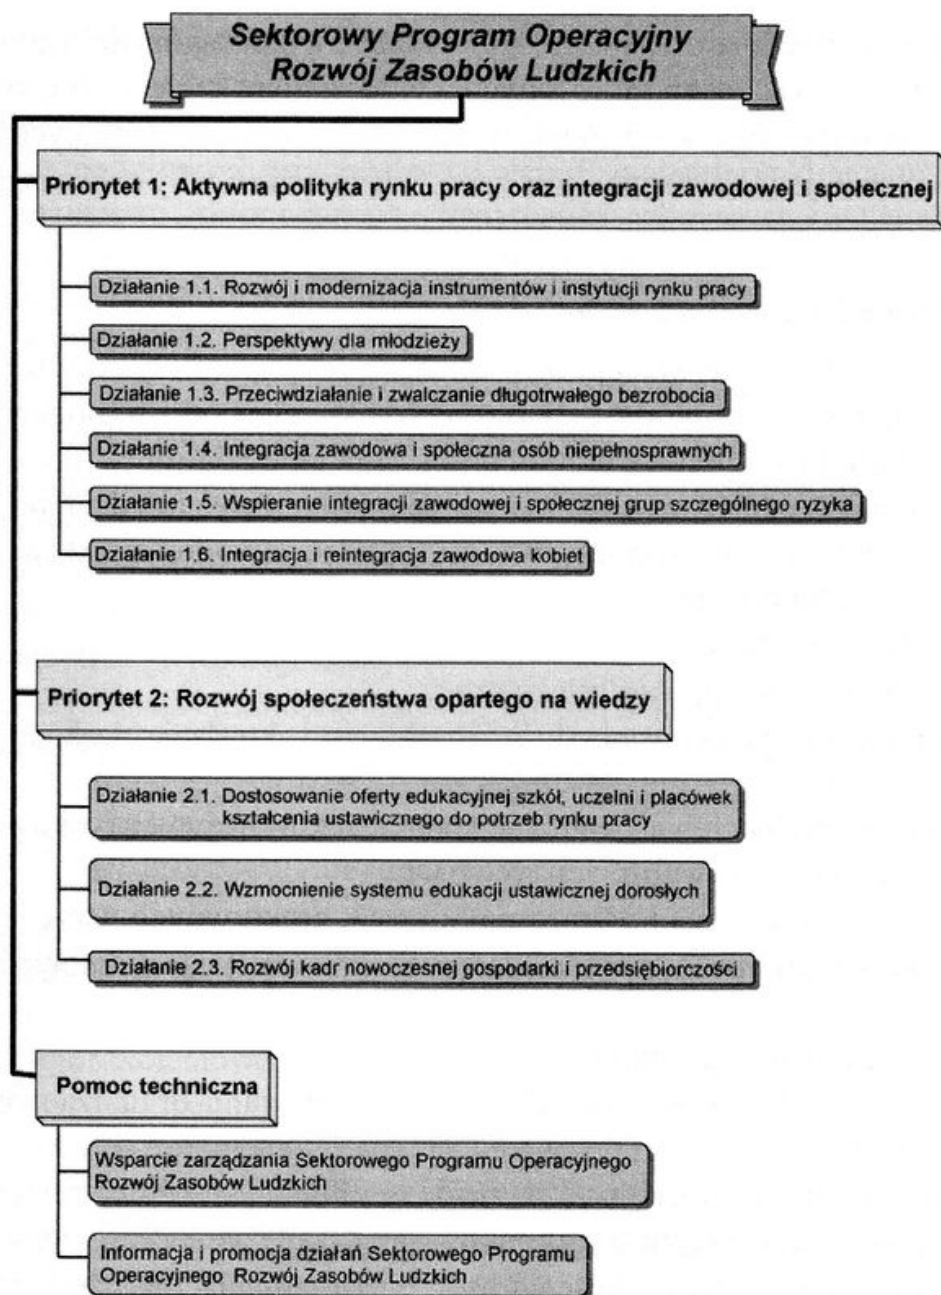 Sektorowy Program Operacyjny
Rozwój Zasobów Ludzkich
Priorytet 1: Aktywna polityka rynku pracy oraz integracji zawodowej i społecznej
Działanie 1.1. Rozwój i modernizacja instrumentów i instytucji rynku pracy
Działanie 1.2. Perspektywy dla młodzieży
Działanie 1.3. Przeciwdziałanie i zwalczanie długotrwałego bezrobocia
Działanie 1.4. Integracja zawodowa i społeczna osób niepełnosprawnych
Działanie 1.5. Wspieranie integracji zawodowej i społecznej grup szczególnego ryzyka
Działanie 1.6. Integracja i reintegracja zawodowa kobiet
Priorytet 2: Rozwój społeczeństwa opartego na wiedzy
Działanie 2.1. Dostosowanie oferty edukacyjnej szkół, uczelni i placówek
kształcenia ustawicznego do potrzeb rynku pracy
Działanie 2.2. Wzmocnienie systemu edukacji ustawicznej dorosłych
Działanie 2.3. Rozwój kadr nowoczesnej gospodarki i przedsiębiorczości
Pomoc techniczna
Wsparcie zarządzania Sektorowego Programu Operacyjnego
Rozwój Zasobów Ludzkich
Informacja i promocja działań Sektorowego Programu
Operacyjnego Rozwój Zasobów Ludzkich